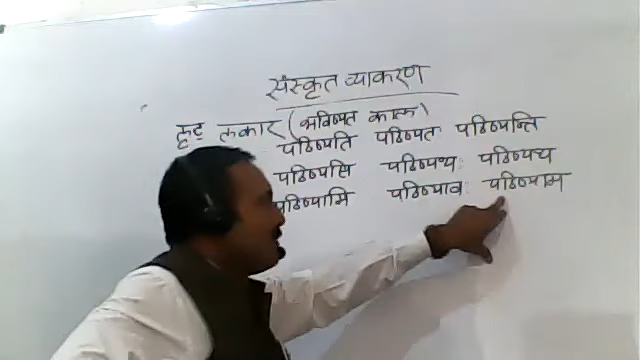 संस्कृत व्याकरण
लृट् लकार (भविष्यत काल)
पठिष्यति पठिष्यत पठिष्यन्ति
पठिष्यसि पठिष्यथः पठिष्यथ
पठिष्यामि पठिष्यावः पठिष्याम